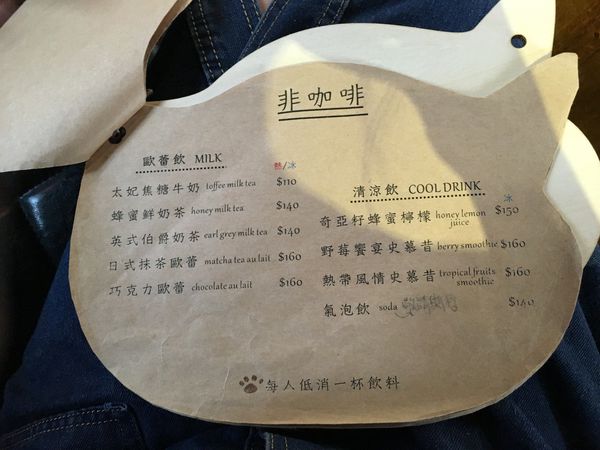 非咖啡
歐蕾飲 MILK
熱/冰
太妃焦糖牛奶 toffee milk tea $110
蜂蜜鮮奶茶 honey milk tea $140
英式伯爵奶茶 earl grey milk tea $140
日式抹茶歐蕾 matcha tea au lait $160
巧克力歐蕾 chocolate au lait $160
清涼飲 COOL DRINK
冰
奇亞籽蜂蜜檸檬 honey lemon juice $150
野莓饗宴史慕昔 berry smoothie $160
熱帶風情史慕昔 tropical fruits smoothie $160
氣泡飲 soda $140
每人低消一杯飲料